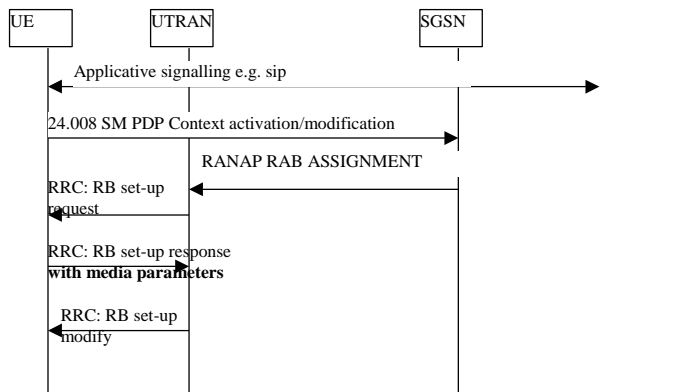 UE
UTRAN
SGSN
Applicative signalling e.g. sip
24.008 SM PDP Context activation/modification
RANAP RAB ASSIGNMENT
RRC: RB set-up
request
RRC: RB set-up response
with media parameters
RRC: RB set-up
modify